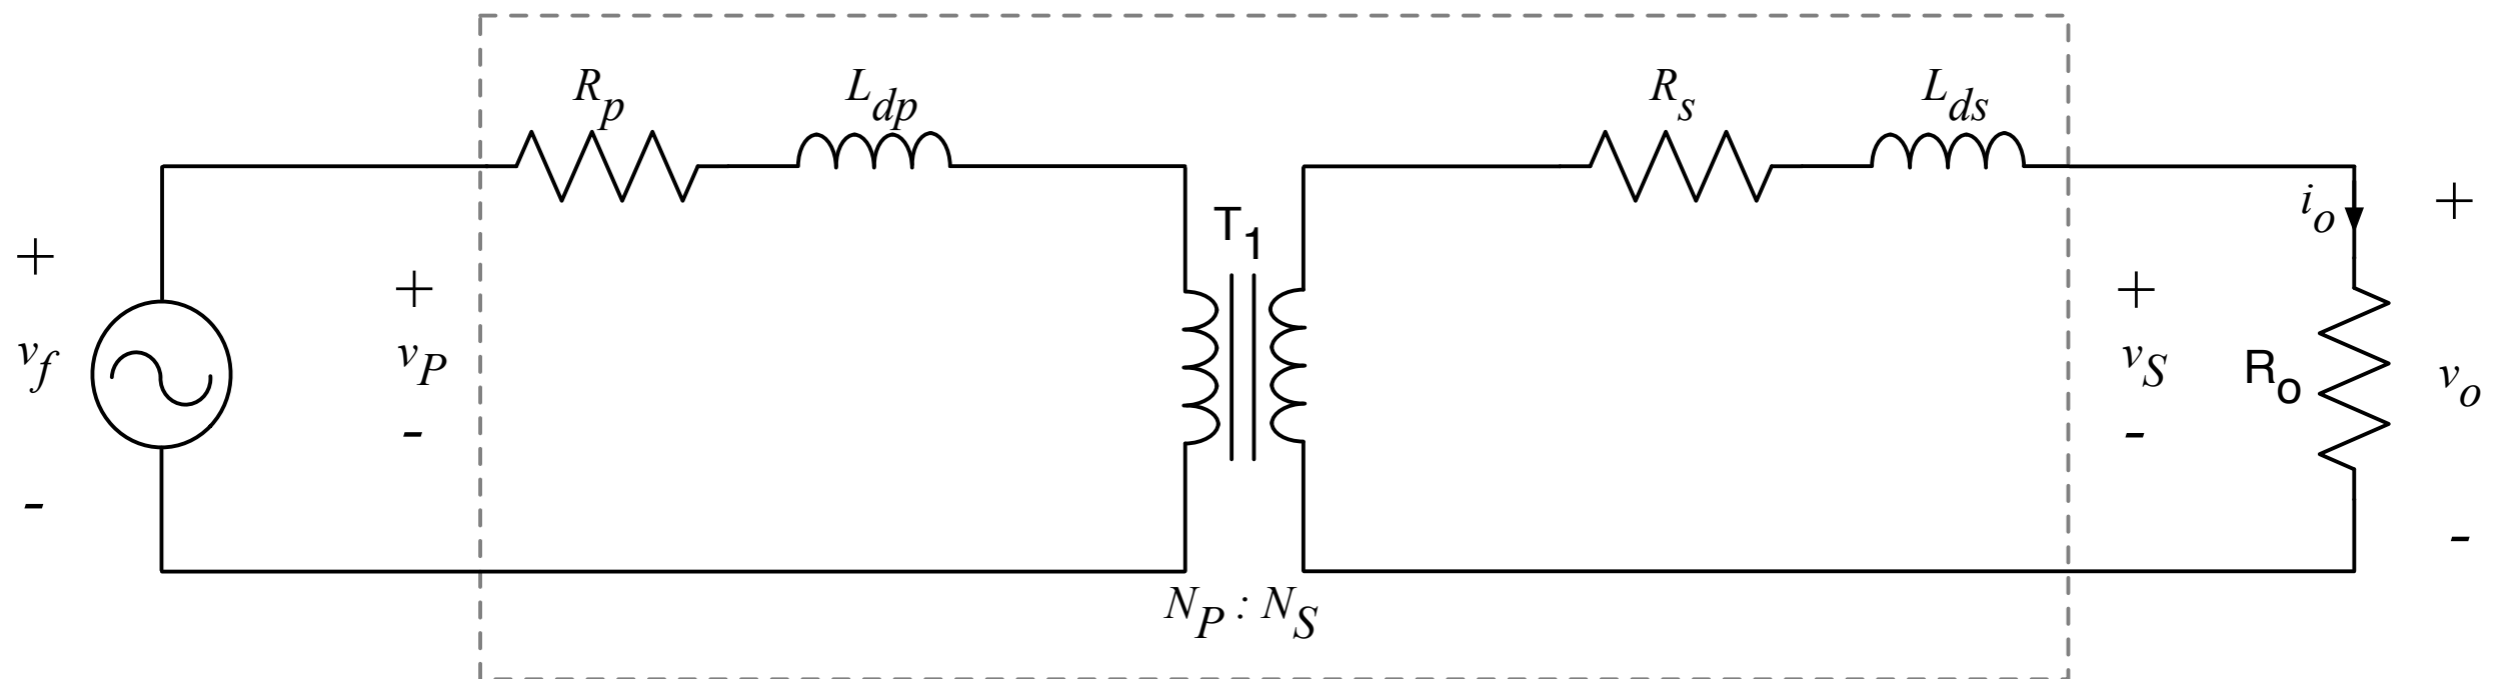 R_p
L_dp
R_s
L_ds
T_1
i_o
+
+
+
+
v_f
v_P
v_S
R_o
v_o
-
-
-
-
N_P : N_S